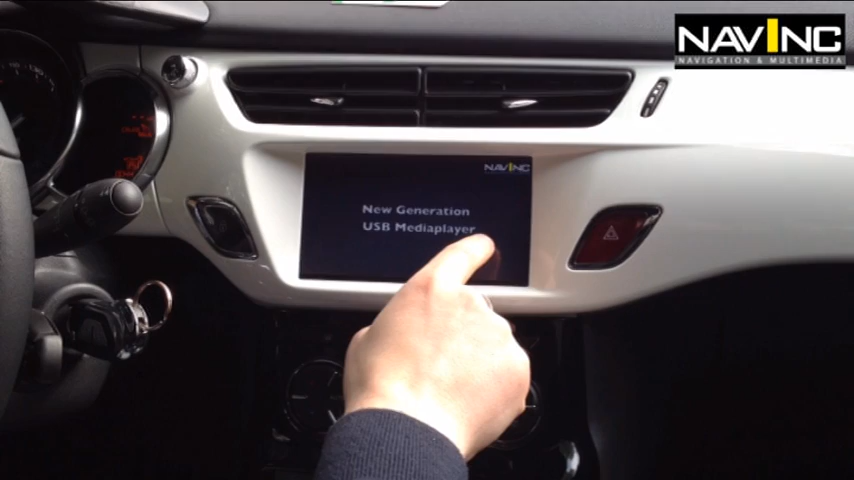 NAVINC
NAVIGATION & MULTIMEDIA
NAVINC
New Generation
USB Mediaplayer